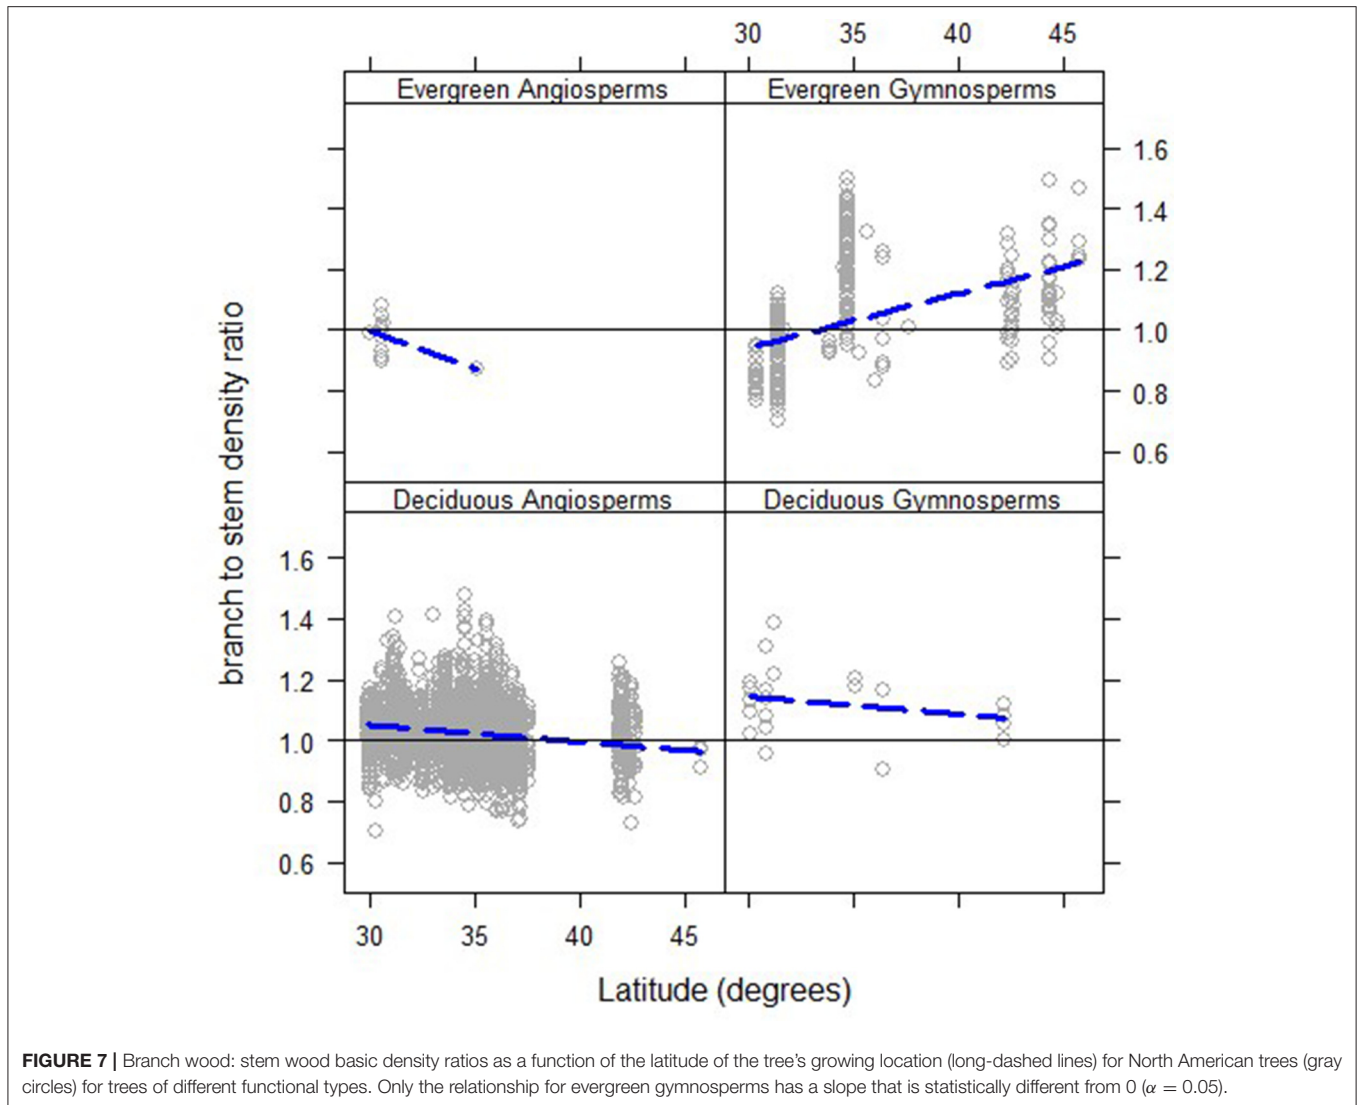 30 35 40 45
Evergreen Angiosperms Evergreen Gymnosperms
1.6
1.4
1.2
1.0
0.8
0.6
branch to stem density ratio
Deciduous Angiosperms Deciduous Gymnosperms
1.6
1.4
1.2
1.0
0.8
0.6
30 35 40 45
Latitude (degrees)
FIGURE 7 | Branch wood: stem wood basic density ratios as a function of the latitude of the tree's growing location (long-dashed lines) for North American trees (gray
circles) for trees of different functional types. Only the relationship for evergreen gymnosperms has a slope that is statistically different from 0 (α = 0.05).